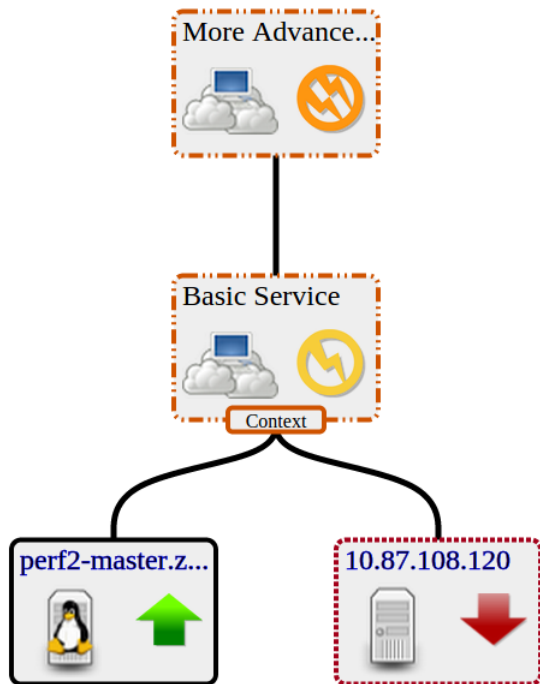 More Advance...
Basic Service
Context
perf2-master.z...
10.87.108.120